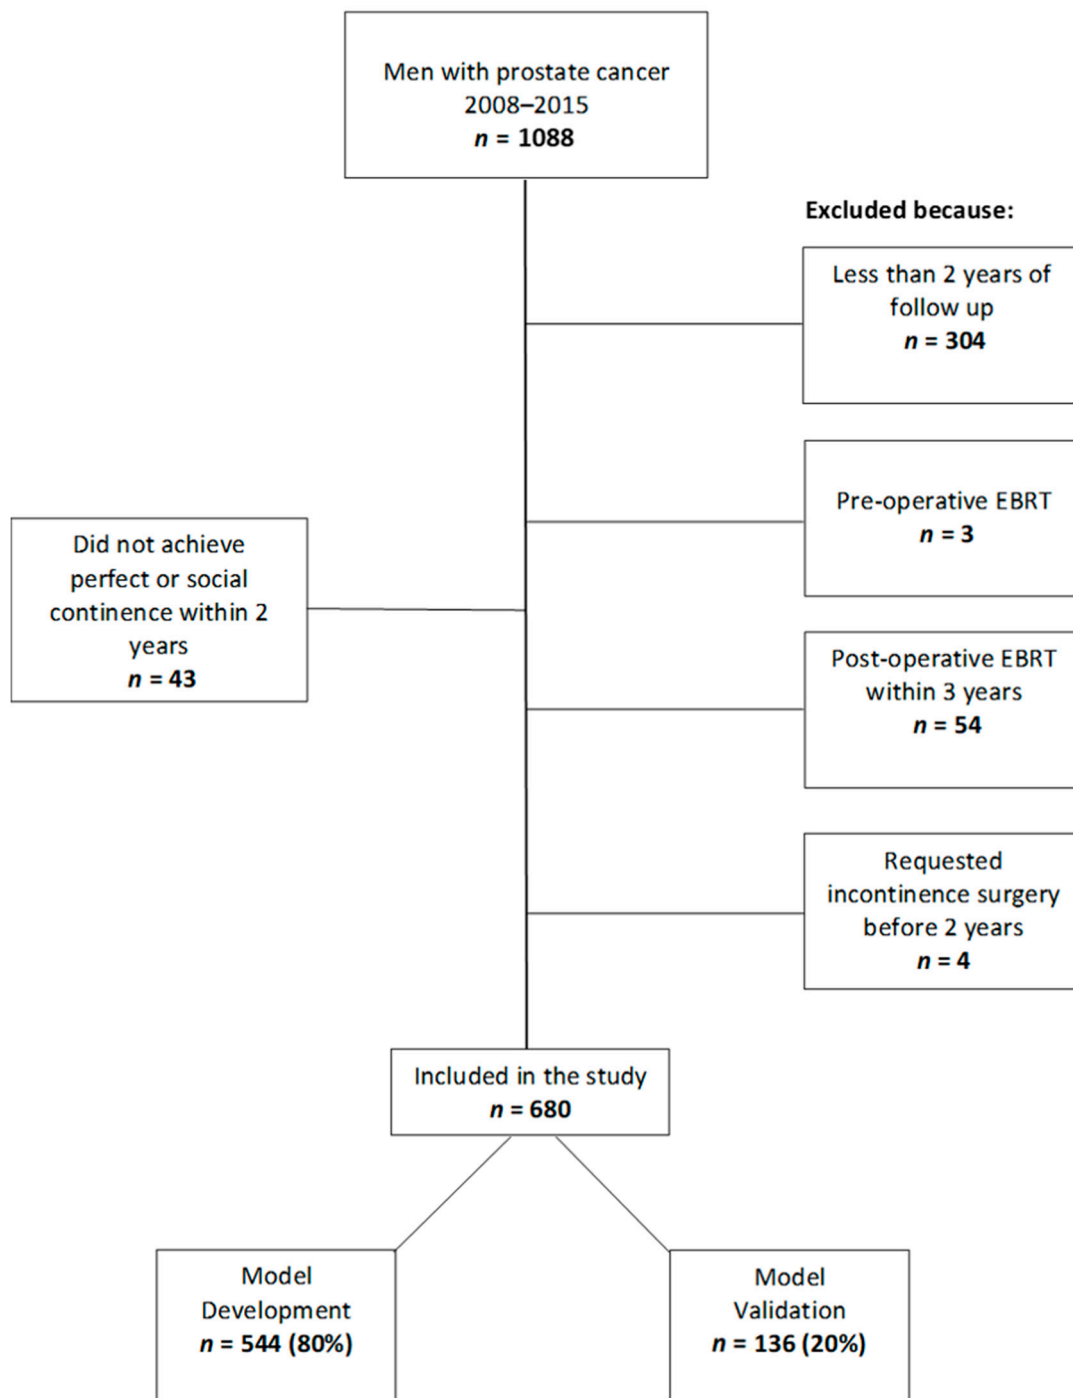 Men with prostate cancer
2008–2015
n = 1088
Excluded because:
Less than 2 years of
follow up
n = 304
Pre-operative EBRT
n = 3
Did not achieve
perfect or social
continence within 2
years
n = 43
Post-operative EBRT
within 3 years
n = 54
Requested
incontinence surgery
before 2 years
n = 4
Included in the study
n = 680
Model
Development
n = 544 (80%)
Model
Validation
n = 136 (20%)